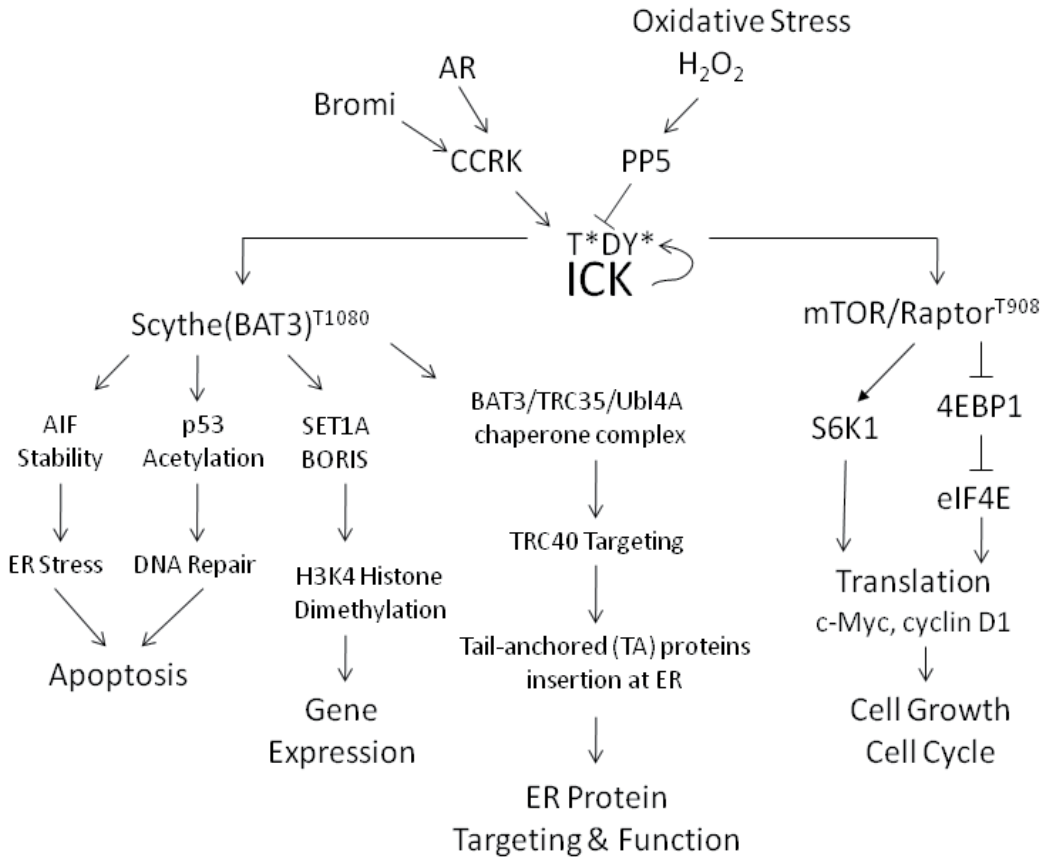 Oxidative Stress
H₂O₂
AR
Bromi
CCRK
PP5
T*DY*
ICK
Scythe(BAT3)ᵀ¹⁰⁸⁰
mTOR/Raptorᵀ⁹⁰⁸
AIF
Stability
p53
Acetylation
SET1A
BORIS
BAT3/TRC35/Ubl4A
chaperone complex
S6K1
4EBP1
eIF4E
ER Stress
DNA Repair
H3K4 Histone
Dimethylation
TRC40 Targeting
Translation
c-Myc, cyclin D1
Apoptosis
Gene
Expression
Tail-anchored (TA) proteins
insertion at ER
Cell Growth
Cell Cycle
ER Protein
Targeting & Function